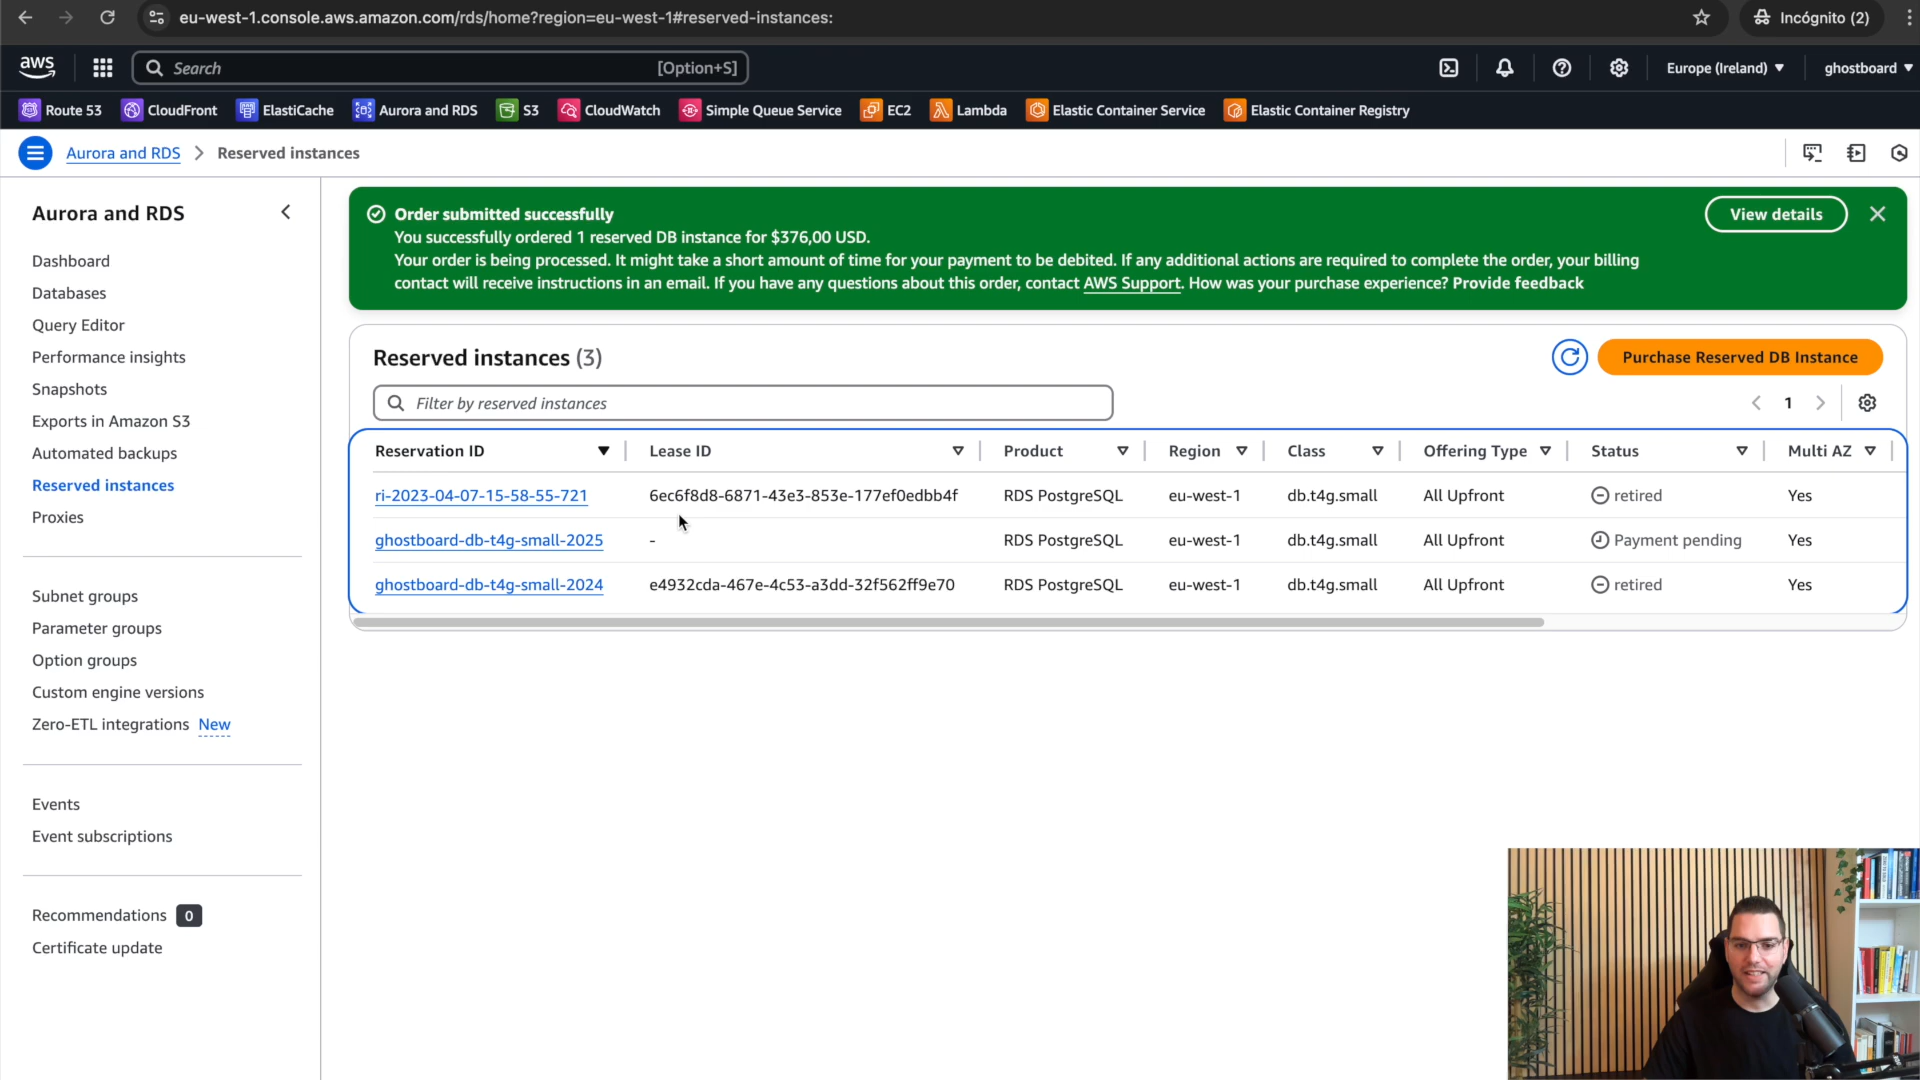 eu-west-1.console.aws.amazon.com/rds/home?region=eu-west-1#reserved-instances:
Incógnito (2)
aws
Search
[Option+S]
Europe (Ireland)
ghostboard
Route 53
CloudFront
ElastiCache
Aurora and RDS
S3
CloudWatch
Simple Queue Service
EC2
Lambda
Elastic Container Service
Elastic Container Registry
Aurora and RDS
Reserved instances
Aurora and RDS
Dashboard
Databases
Query Editor
Performance insights
Snapshots
Exports in Amazon S3
Automated backups
Reserved instances
Proxies
Subnet groups
Parameter groups
Option groups
Custom engine versions
Zero-ETL integrations New
Events
Event subscriptions
Recommendations 0
Certificate update
Order submitted successfully
You successfully ordered 1 reserved DB instance for $376,00 USD.
Your order is being processed. It might take a short amount of time for your payment to be debited. If any additional actions are required to complete the order, your billing
contact will receive instructions in an email. If you have any questions about this order, contact AWS Support. How was your purchase experience? Provide feedback
View details
Reserved instances (3)
Purchase Reserved DB Instance
Filter by reserved instances
1
Reservation ID Lease ID Product Region Class Offering Type Status Multi AZ
ri-2023-04-07-15-58-55-721 6ec6f8d8-6871-43e3-853e-177ef0edbb4f RDS PostgreSQL eu-west-1 db.t4g.small All Upfront retired Yes
ghostboard-db-t4g-small-2025 - RDS PostgreSQL eu-west-1 db.t4g.small All Upfront Payment pending Yes
ghostboard-db-t4g-small-2024 e4932cda-467e-4c53-a3dd-32f562ff9e70 RDS PostgreSQL eu-west-1 db.t4g.small All Upfront retired Yes